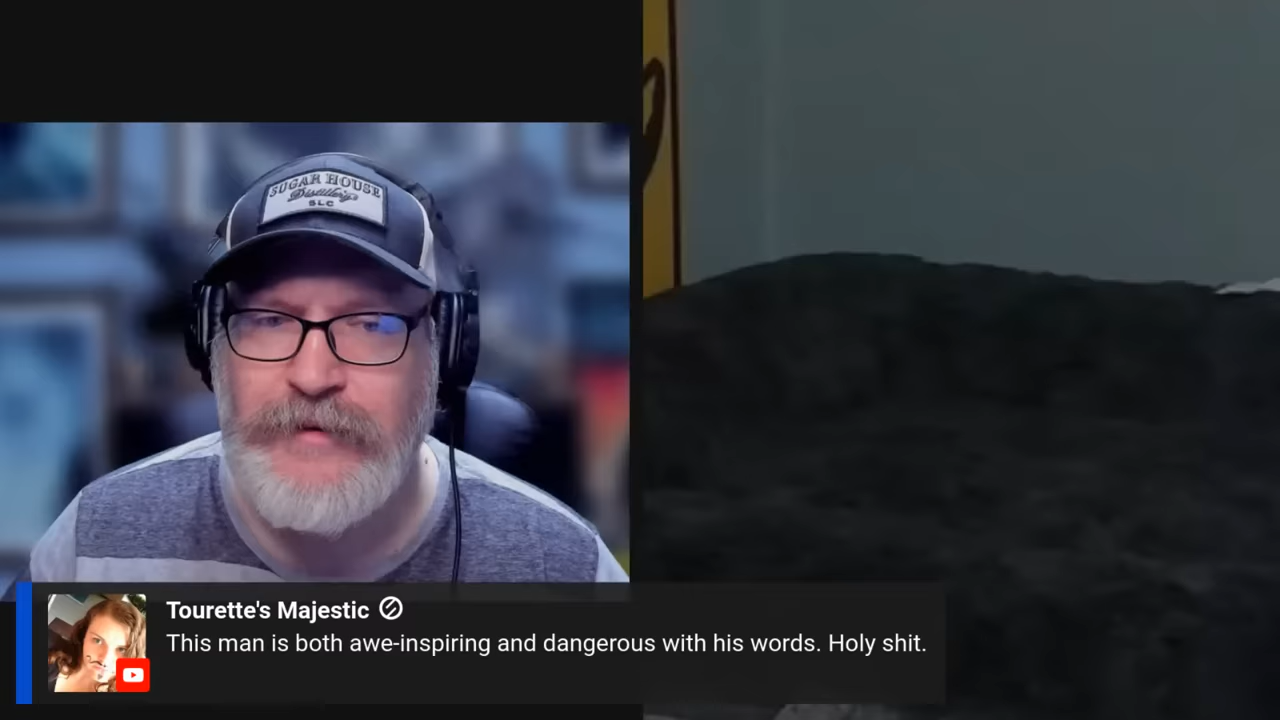 SUGAR HOUSE
Distillery
SLC
Tourette's Majestic
This man is both awe-inspiring and dangerous with his words. Holy shit.